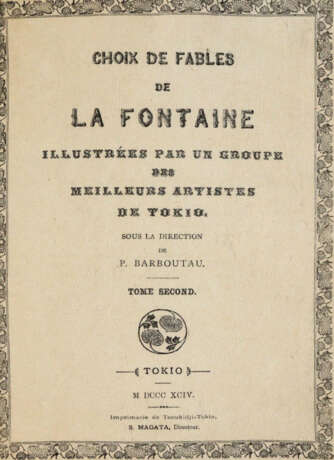 CHOIX DE FABLES
DE
LA FONTAINE
ILLUSTRÉES PAR UN GROUPE
DES
MEILLEURS ARTISTES
DE TOKIO.
SOUS LA DIRECTION
DE
P. BARBOUTAU.
TOME SECOND.
TOKIO
M DCCC XCIV.
Imprimerie de Tsoukidji-Tokio,
S. MAGATA, Directeur.